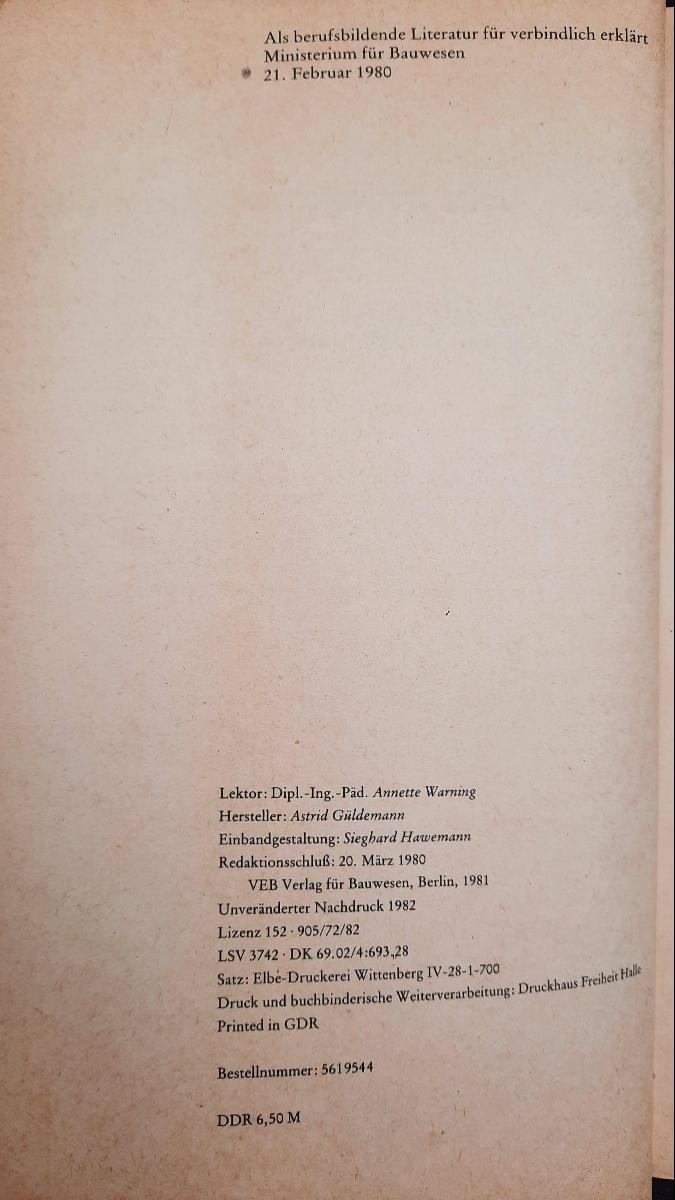 Als berufsbildende Literatur für verbindlich erklärt
Ministerium für Bauwesen
21. Februar 1980
Lektor: Dipl.-Ing.-Päd. Annette Warning
Hersteller: Astrid Güldemann
Einbandgestaltung: Sieghard Hawemann
Redaktionsschluß: 20. März 1980
VEB Verlag für Bauwesen, Berlin, 1981
Unveränderter Nachdruck 1982
Lizenz 152 · 905/72/82
LSV 3742 · DK 69.02/4:693„28
Satz: Elbe-Druckerei Wittenberg IV-28-1-700
Druck und buchbinderische Weiterverarbeitung: Druckhaus Freiheit Halle
Printed in GDR
Bestellnummer: 5619544
DDR 6,50 M